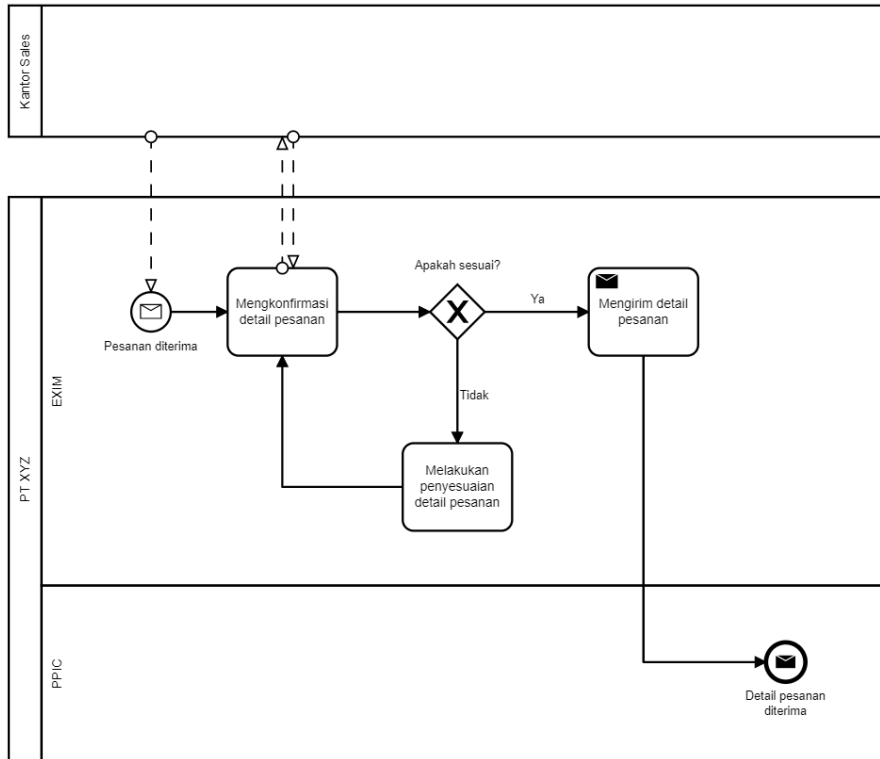 Kantor Sales
PT XYZ
EXIM
Pesanan diterima
Mengkonfirmasi
detail pesanan
Apakah sesuai?
Ya
Mengirim detail
pesanan
Tidak
Melakukan
penyesuaian
detail pesanan
PPIC
Detail pesanan
diterima